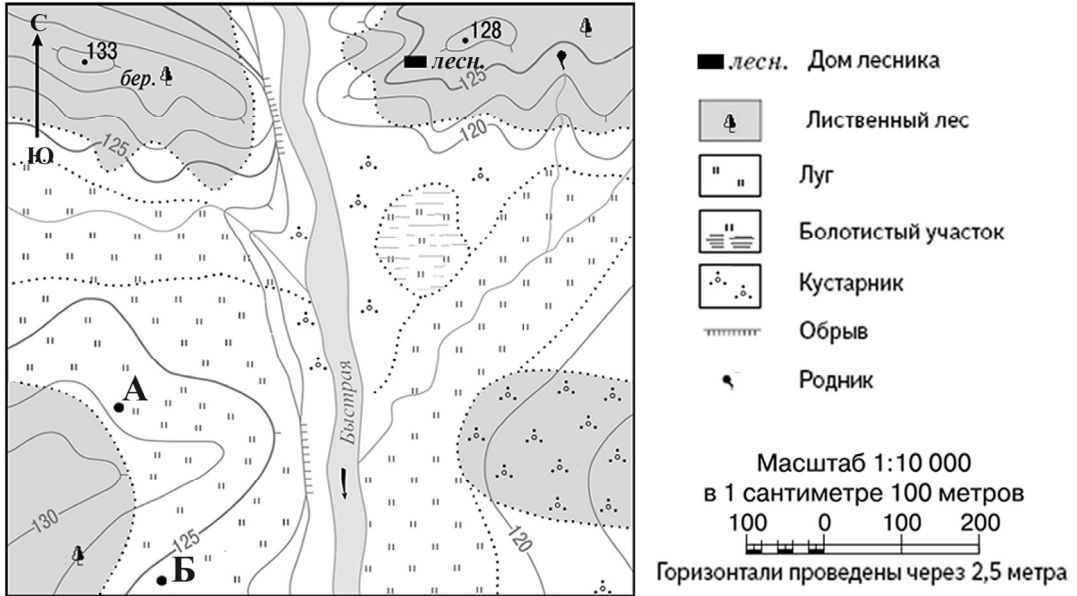 С
Ю
133
бер.
128
лесн.
125
120
125
Быстрая
А
130
125
Б
120
лесн. Дом лесника
Лиственный лес
Луг
Болотистый участок
Кустарник
Обрыв
Родник
Масштаб 1:10 000
в 1 сантиметре 100 метров
100 0 100 200
Горизонтали проведены через 2,5 метра